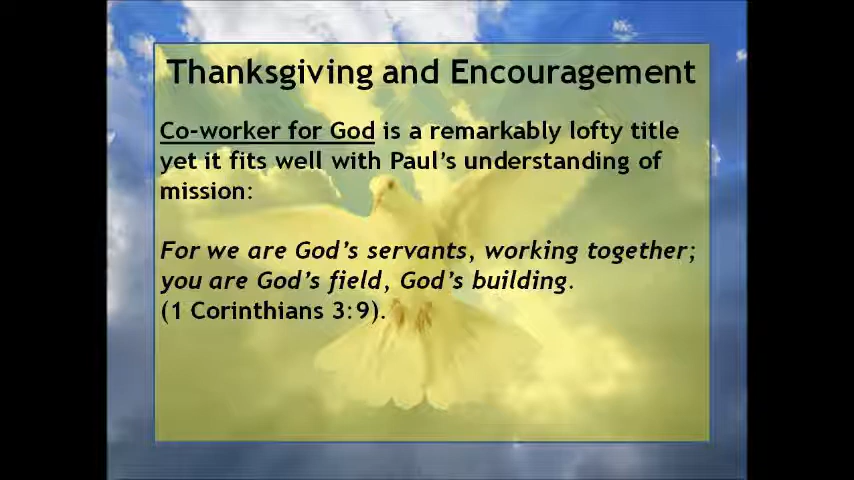 Thanksgiving and Encouragement
Co-worker for God is a remarkably lofty title
yet it fits well with Paul's understanding of
mission:
For we are God's servants, working together;
you are God's field, God's building.
(1 Corinthians 3:9).